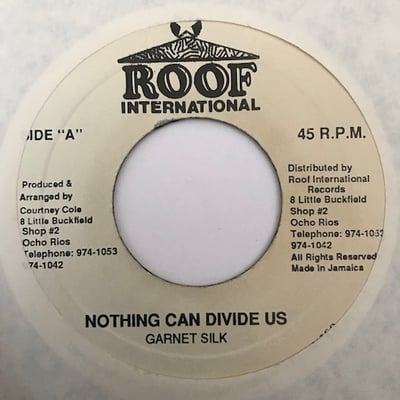 ROOF
INTERNATIONAL
SIDE "A"
45 R.P.M.
Produced &
Arranged by
Courtney Cole
8 Little Buckfield
Shop #2
Ocho Rios
Telephone: 974-1053
974-1042
Distributed by
Roof International
Records
8 Little Buckfield
Shop #2
Ocho Rios
Telephone: 974-1053
974-1042
All Rights Reserved
Made In Jamaica
NOTHING CAN DIVIDE US
GARNET SILK